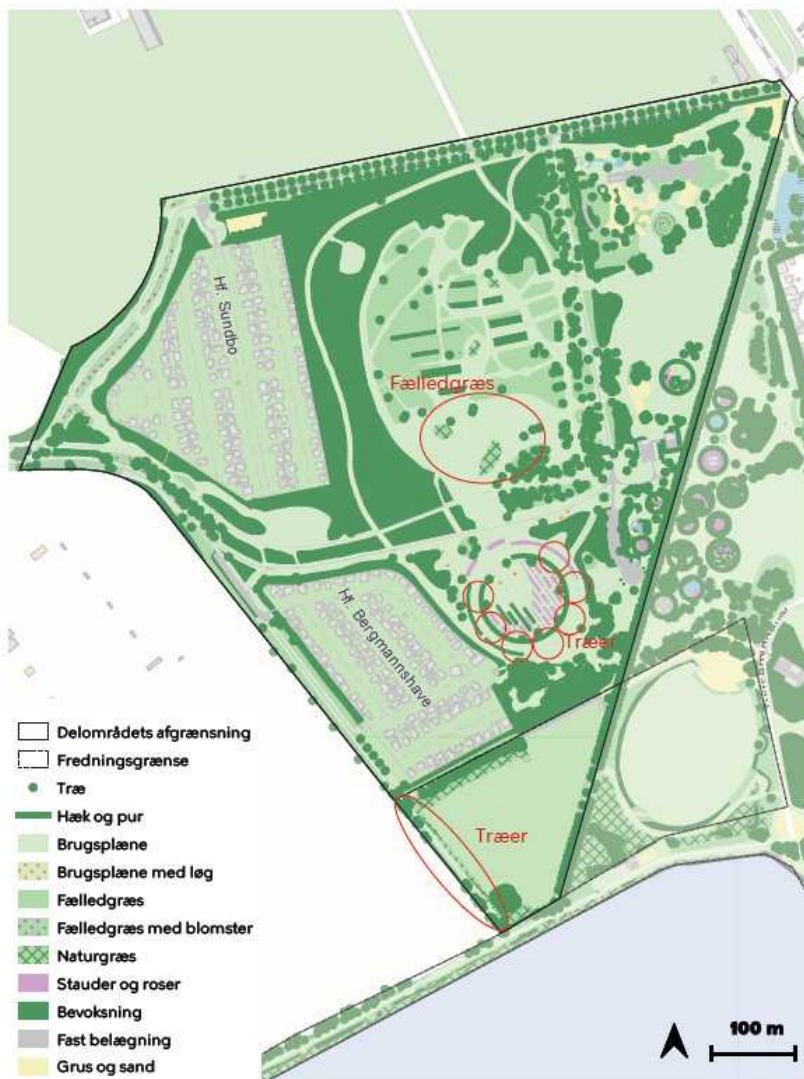 Hf. Sundbo
Fælledgræs
Hf. Bergmannshave
Træer
Træer
Delområdets afgrænsning
Fredningsgrænse
Træ
Hæk og pur
Brugsplæne
Brugsplæne med løg
Fælledgræs
Fælledgræs med blomster
Naturgræs
Stauder og roser
Bevoksning
Fast belægning
Grus og sand
100 m